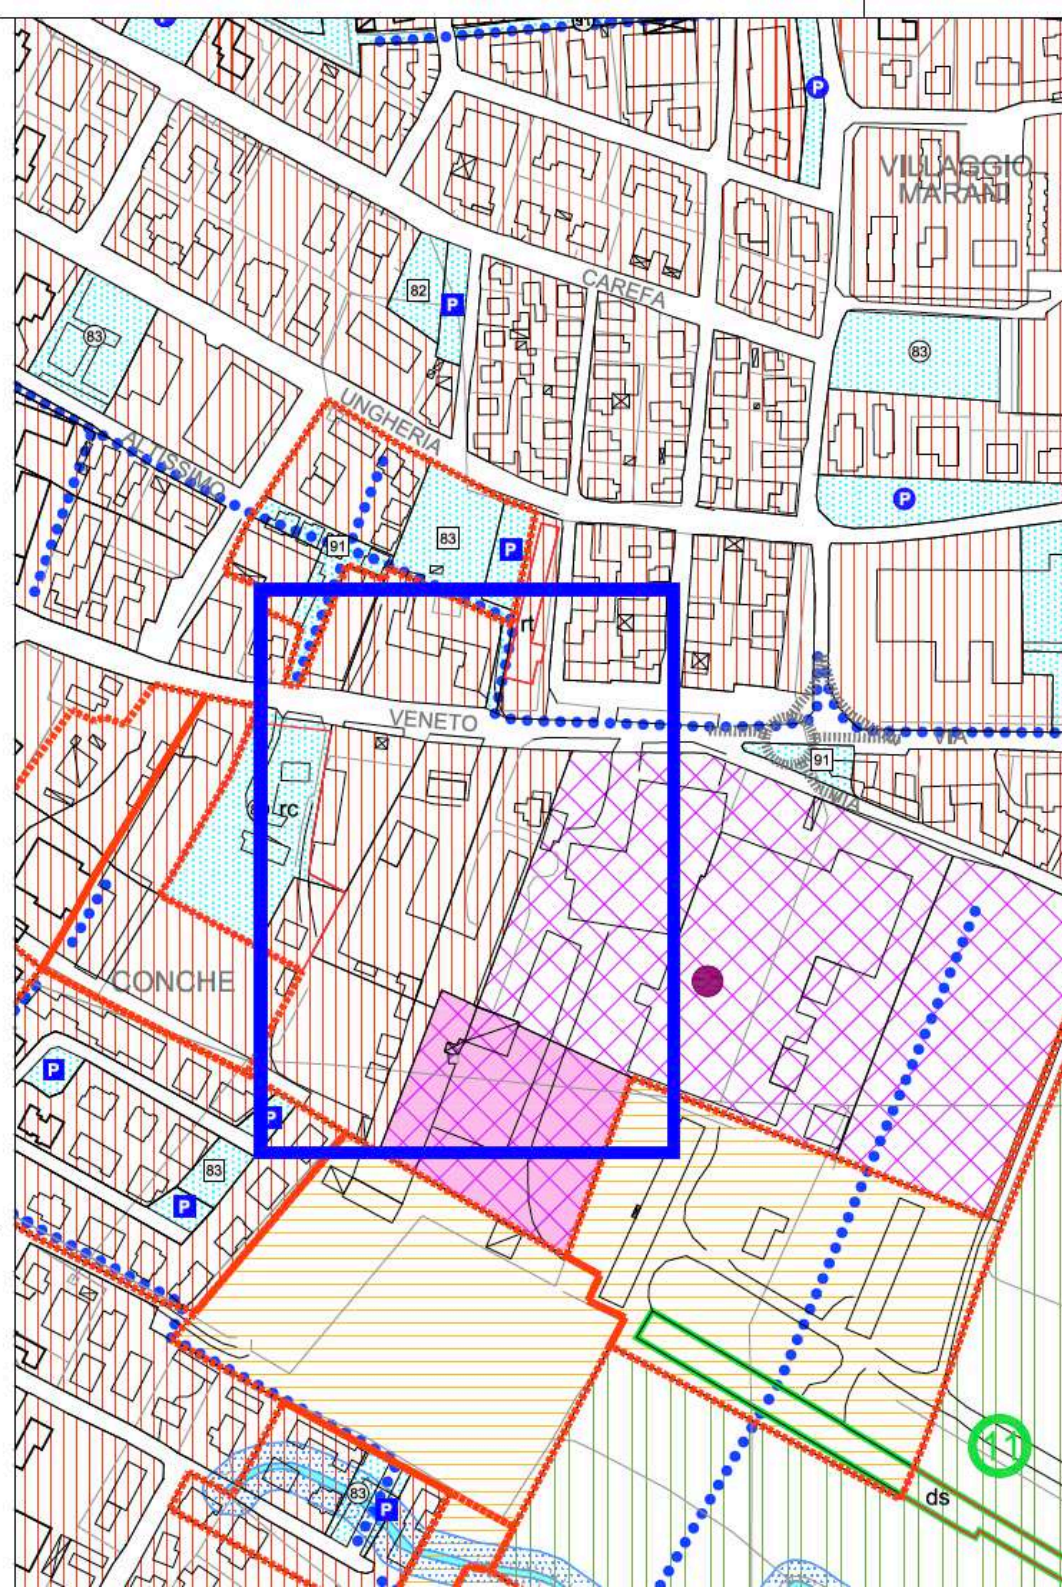 P
91
P
VILLAGGIO
MARANI
82
P
CAREFA
83
83
UNGHERIA
ALTISSIMO
P
83
91
P
rt
VENETO
VIA
91
rc
CONCHE
P
P
83
P
11
83
P
ds